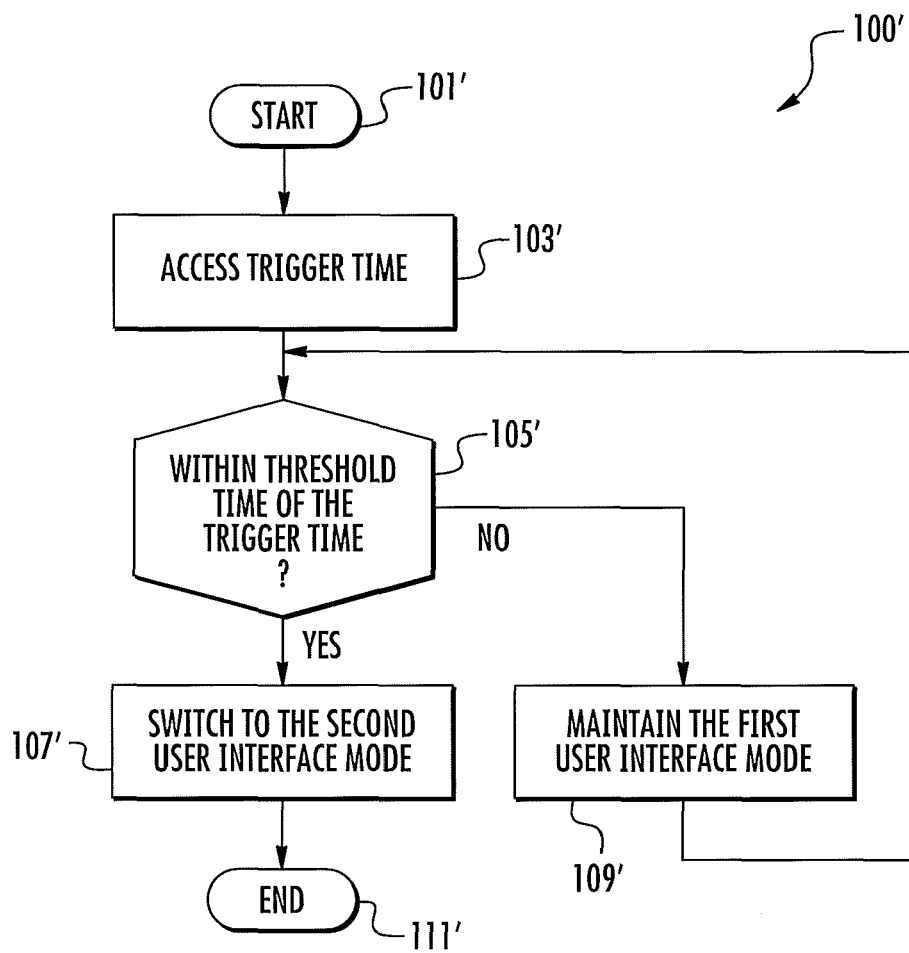 100'
START
101'
ACCESS TRIGGER TIME
103'
WITHIN THRESHOLD
TIME OF THE
TRIGGER TIME
?
105'
NO
YES
SWITCH TO THE SECOND
USER INTERFACE MODE
107'
MAINTAIN THE FIRST
USER INTERFACE MODE
109'
END
111'